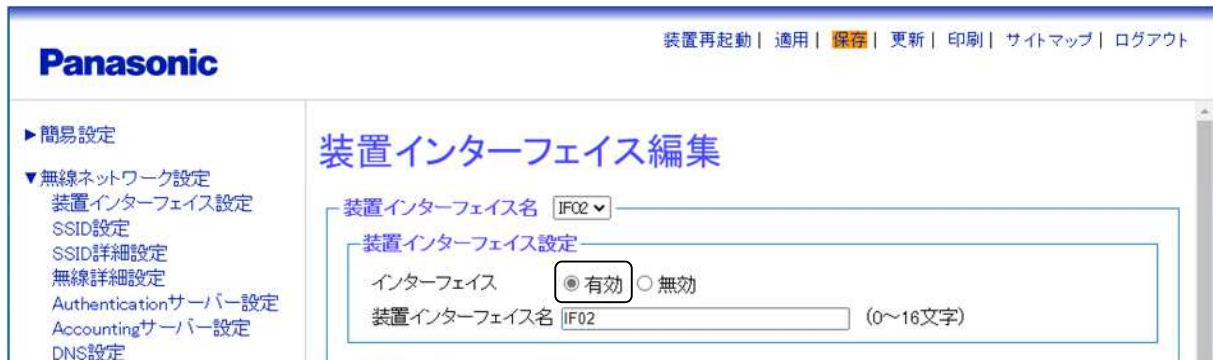 装置再起動| 適用| 保存| 更新| 印刷| サイトマップ| ログアウト
Panasonic
▶簡易設定
▼無線ネットワーク設定
装置インターフェイス設定
SSID設定
SSID詳細設定
無線詳細設定
Authenticationサーバー設定
Accountingサーバー設定
DNS設定
装置インターフェイス編集
装置インターフェイス名 IF02
装置インターフェイス設定
インターフェイス 有効 無効
装置インターフェイス名 IF02 (0～16文字)